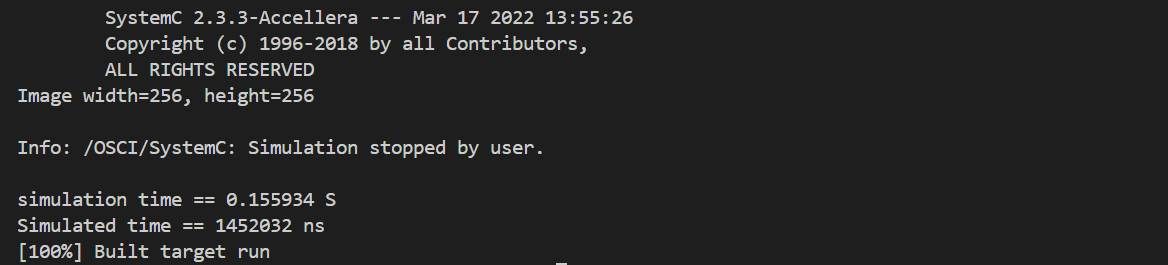 SystemC 2.3.3-Accellera --- Mar 17 2022 13:55:26
Copyright (c) 1996-2018 by all Contributors,
ALL RIGHTS RESERVED
Image width=256, height=256
Info: /OSCI/SystemC: Simulation stopped by user.
simulation time == 0.155934 S
Simulated time == 1452032 ns
[100%] Built target run